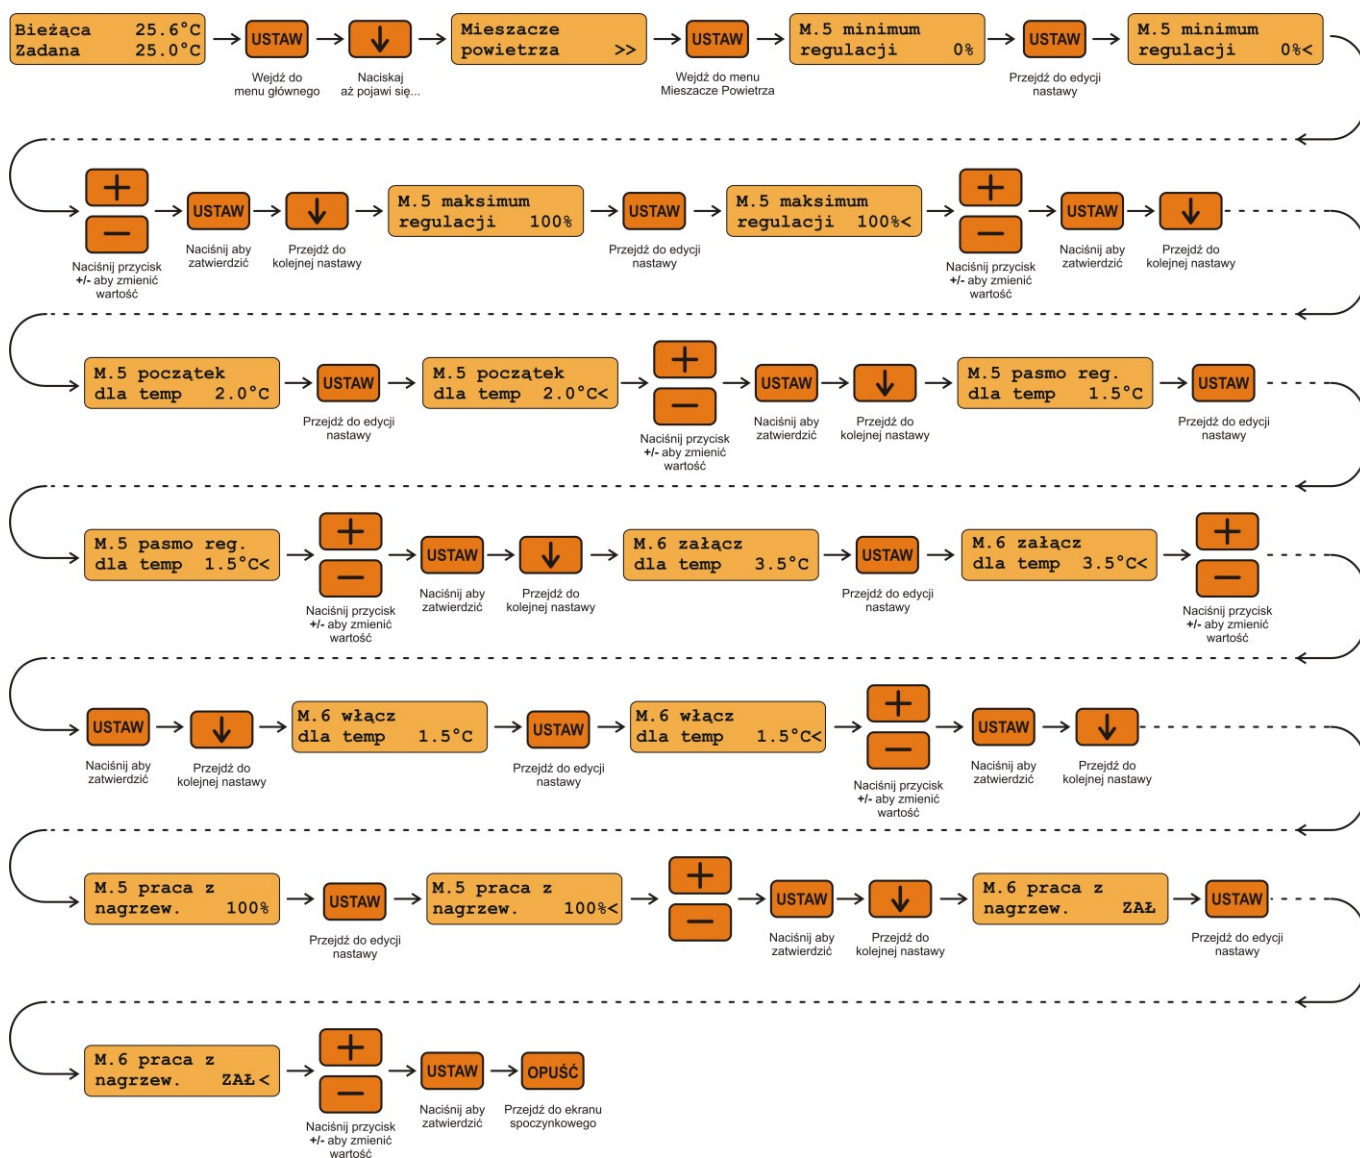 Bieżąca 25.6°C
Zadana 25.0°C
USTAW
Wejdź do
menu głównego
Naciskaj
aż pojawi się...
Mieszacze
powietrza >>
USTAW
Wejdź do menu
Mieszacze Powietrza
M.5 minimum
regulacji 0%
USTAW
Przejdź do edycji
nastawy
M.5 minimum
regulacji 0%<
+
−
Naciśnij przycisk
+/- aby zmienić
wartość
USTAW
Naciśnij aby
zatwierdzić
Przejdź do
kolejnej nastawy
M.5 maksimum
regulacji 100%
USTAW
Przejdź do edycji
nastawy
M.5 maksimum
regulacji 100%<
+
−
Naciśnij przycisk
+/- aby zmienić
wartość
USTAW
Naciśnij aby
zatwierdzić
Przejdź do
kolejnej nastawy
M.5 początek
dla temp 2.0°C
USTAW
Przejdź do edycji
nastawy
M.5 początek
dla temp 2.0°C<
+
−
Naciśnij przycisk
+/- aby zmienić
wartość
USTAW
Naciśnij aby
zatwierdzić
Przejdź do
kolejnej nastawy
M.5 pasmo reg.
dla temp 1.5°C
USTAW
Przejdź do edycji
nastawy
M.5 pasmo reg.
dla temp 1.5°C<
+
−
Naciśnij przycisk
+/- aby zmienić
wartość
USTAW
Naciśnij aby
zatwierdzić
Przejdź do
kolejnej nastawy
M.6 załącz
dla temp 3.5°C
USTAW
Przejdź do edycji
nastawy
M.6 załącz
dla temp 3.5°C<
+
−
Naciśnij przycisk
+/- aby zmienić
wartość
USTAW
Naciśnij aby
zatwierdzić
Przejdź do
kolejnej nastawy
M.6 włącz
dla temp 1.5°C
USTAW
Przejdź do edycji
nastawy
M.6 włącz
dla temp 1.5°C<
+
−
Naciśnij przycisk
+/- aby zmienić
wartość
USTAW
Naciśnij aby
zatwierdzić
Przejdź do
kolejnej nastawy
M.5 praca z
nagrzew. 100%
USTAW
Przejdź do edycji
nastawy
M.5 praca z
nagrzew. 100%<
+
−
USTAW
Naciśnij aby
zatwierdzić
Przejdź do
kolejnej nastawy
M.6 praca z
nagrzew. ZAŁ
USTAW
Przejdź do edycji
nastawy
M.6 praca z
nagrzew. ZAŁ<
+
−
Naciśnij przycisk
+/- aby zmienić
wartość
USTAW
Naciśnij aby
zatwierdzić
OPUŚĆ
Przejdź do ekranu
spoczynkowego